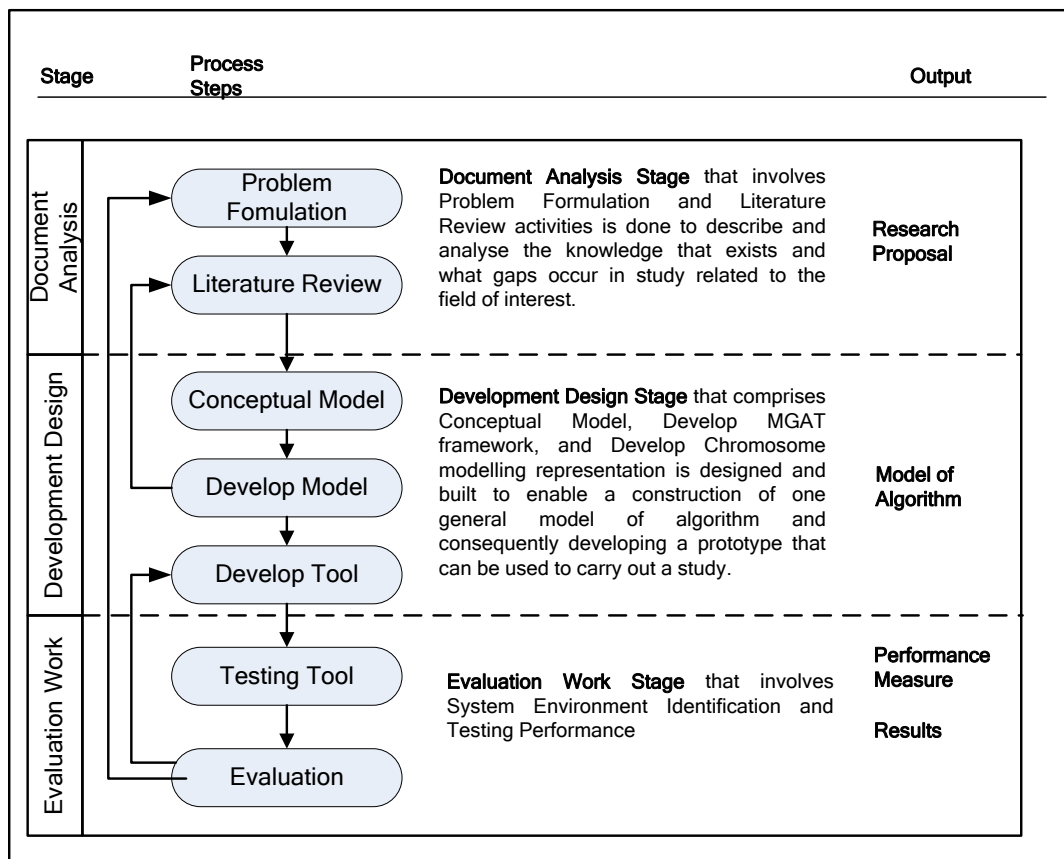 Stage
Process
Steps
Output
Document
Analysis
Problem
Fomulation
Literature Review
Document Analysis Stage that involves
Problem Formulation and Literature
Review activities is done to describe and
analyse the knowledge that exists and
what gaps occur in study related to the
field of interest.
Research
Proposal
Development Design
Conceptual Model
Develop Model
Develop Tool
Development Design Stage that comprises
Conceptual Model, Develop MGAT
framework, and Develop Chromosome
modelling representation is designed and
built to enable a construction of one
general model of algorithm and
consequently developing a prototype that
can be used to carry out a study.
Model of
Algorithm
Evaluation Work
Testing Tool
Evaluation
Evaluation Work Stage that involves
System Environment Identification and
Testing Performance
Performance
Measure
Results